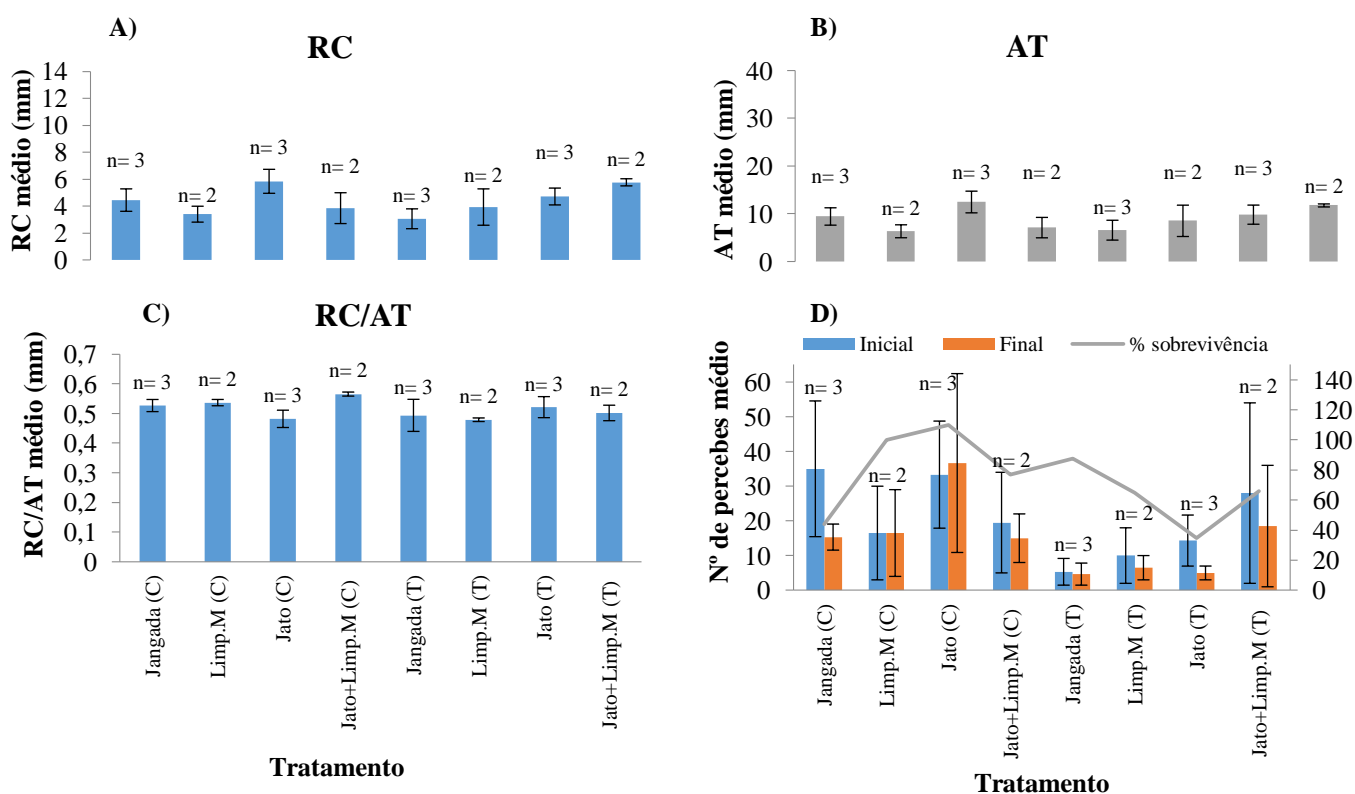 A)
RC
RC médio (mm)
14
12
10
8
6
4
2
0
n= 3
n= 2
n= 3
n= 2
n= 3
n= 2
n= 3
n= 2
B)
AT
AT médio (mm)
40
30
20
10
0
n= 3
n= 2
n= 3
n= 2
n= 3
n= 2
n= 3
n= 2
C)
RC/AT
RC/AT médio (mm)
0,7
0,6
0,5
0,4
0,3
0,2
0,1
0
n= 3
n= 2
n= 3
n= 2
n= 3
n= 2
n= 3
n= 2
Jangada (C)
Limp.M (C)
Jato (C)
Jato+Limp.M (C)
Jangada (T)
Limp.M (T)
Jato (T)
Jato+Limp.M (T)
Tratamento
D)
Inicial
Final
% sobrevivência
Nº de percebes médio
60
50
40
30
20
10
0
140
120
100
80
60
40
20
0
n= 3
n= 2
n= 3
n= 2
n= 3
n= 2
n= 3
n= 2
Jangada (C)
Limp.M (C)
Jato (C)
Jato+Limp.M (C)
Jangada (T)
Limp.M (T)
Jato (T)
Jato+Limp.M (T)
Tratamento